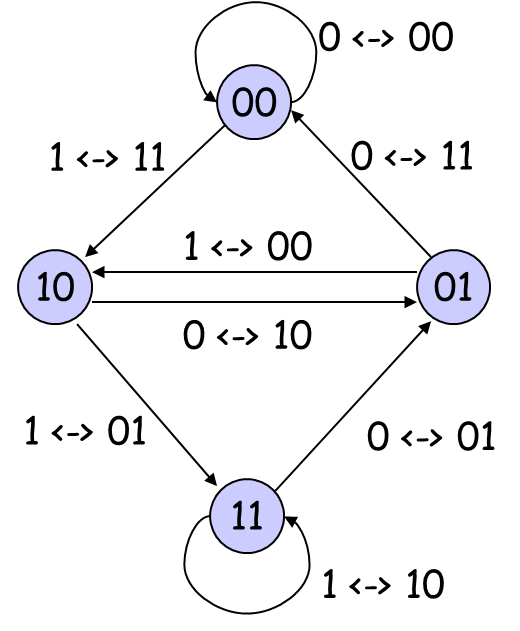 0 <-> 00
00
1 <-> 11
0 <-> 11
1 <-> 00
10
01
0 <-> 10
1 <-> 01
0 <-> 01
11
1 <-> 10